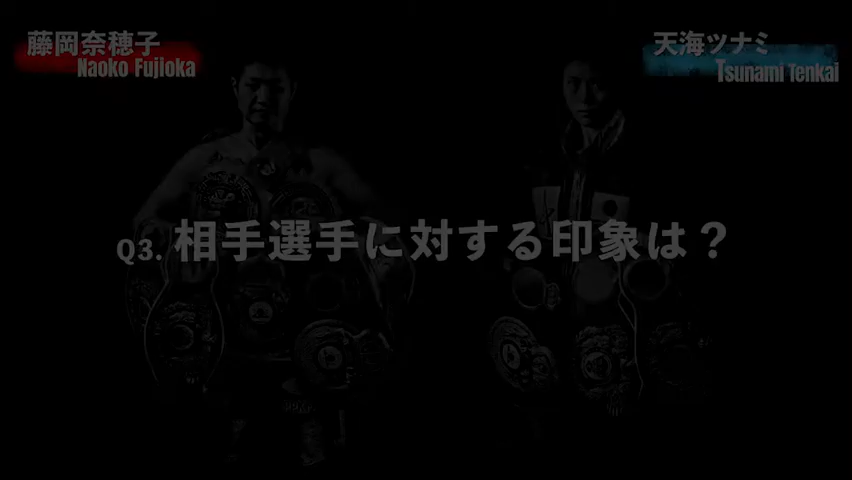 藤岡奈穂子
Naoko Fujioka
天海ツナミ
Tsunami Tenkai
Q3. 相手選手に対する印象は？